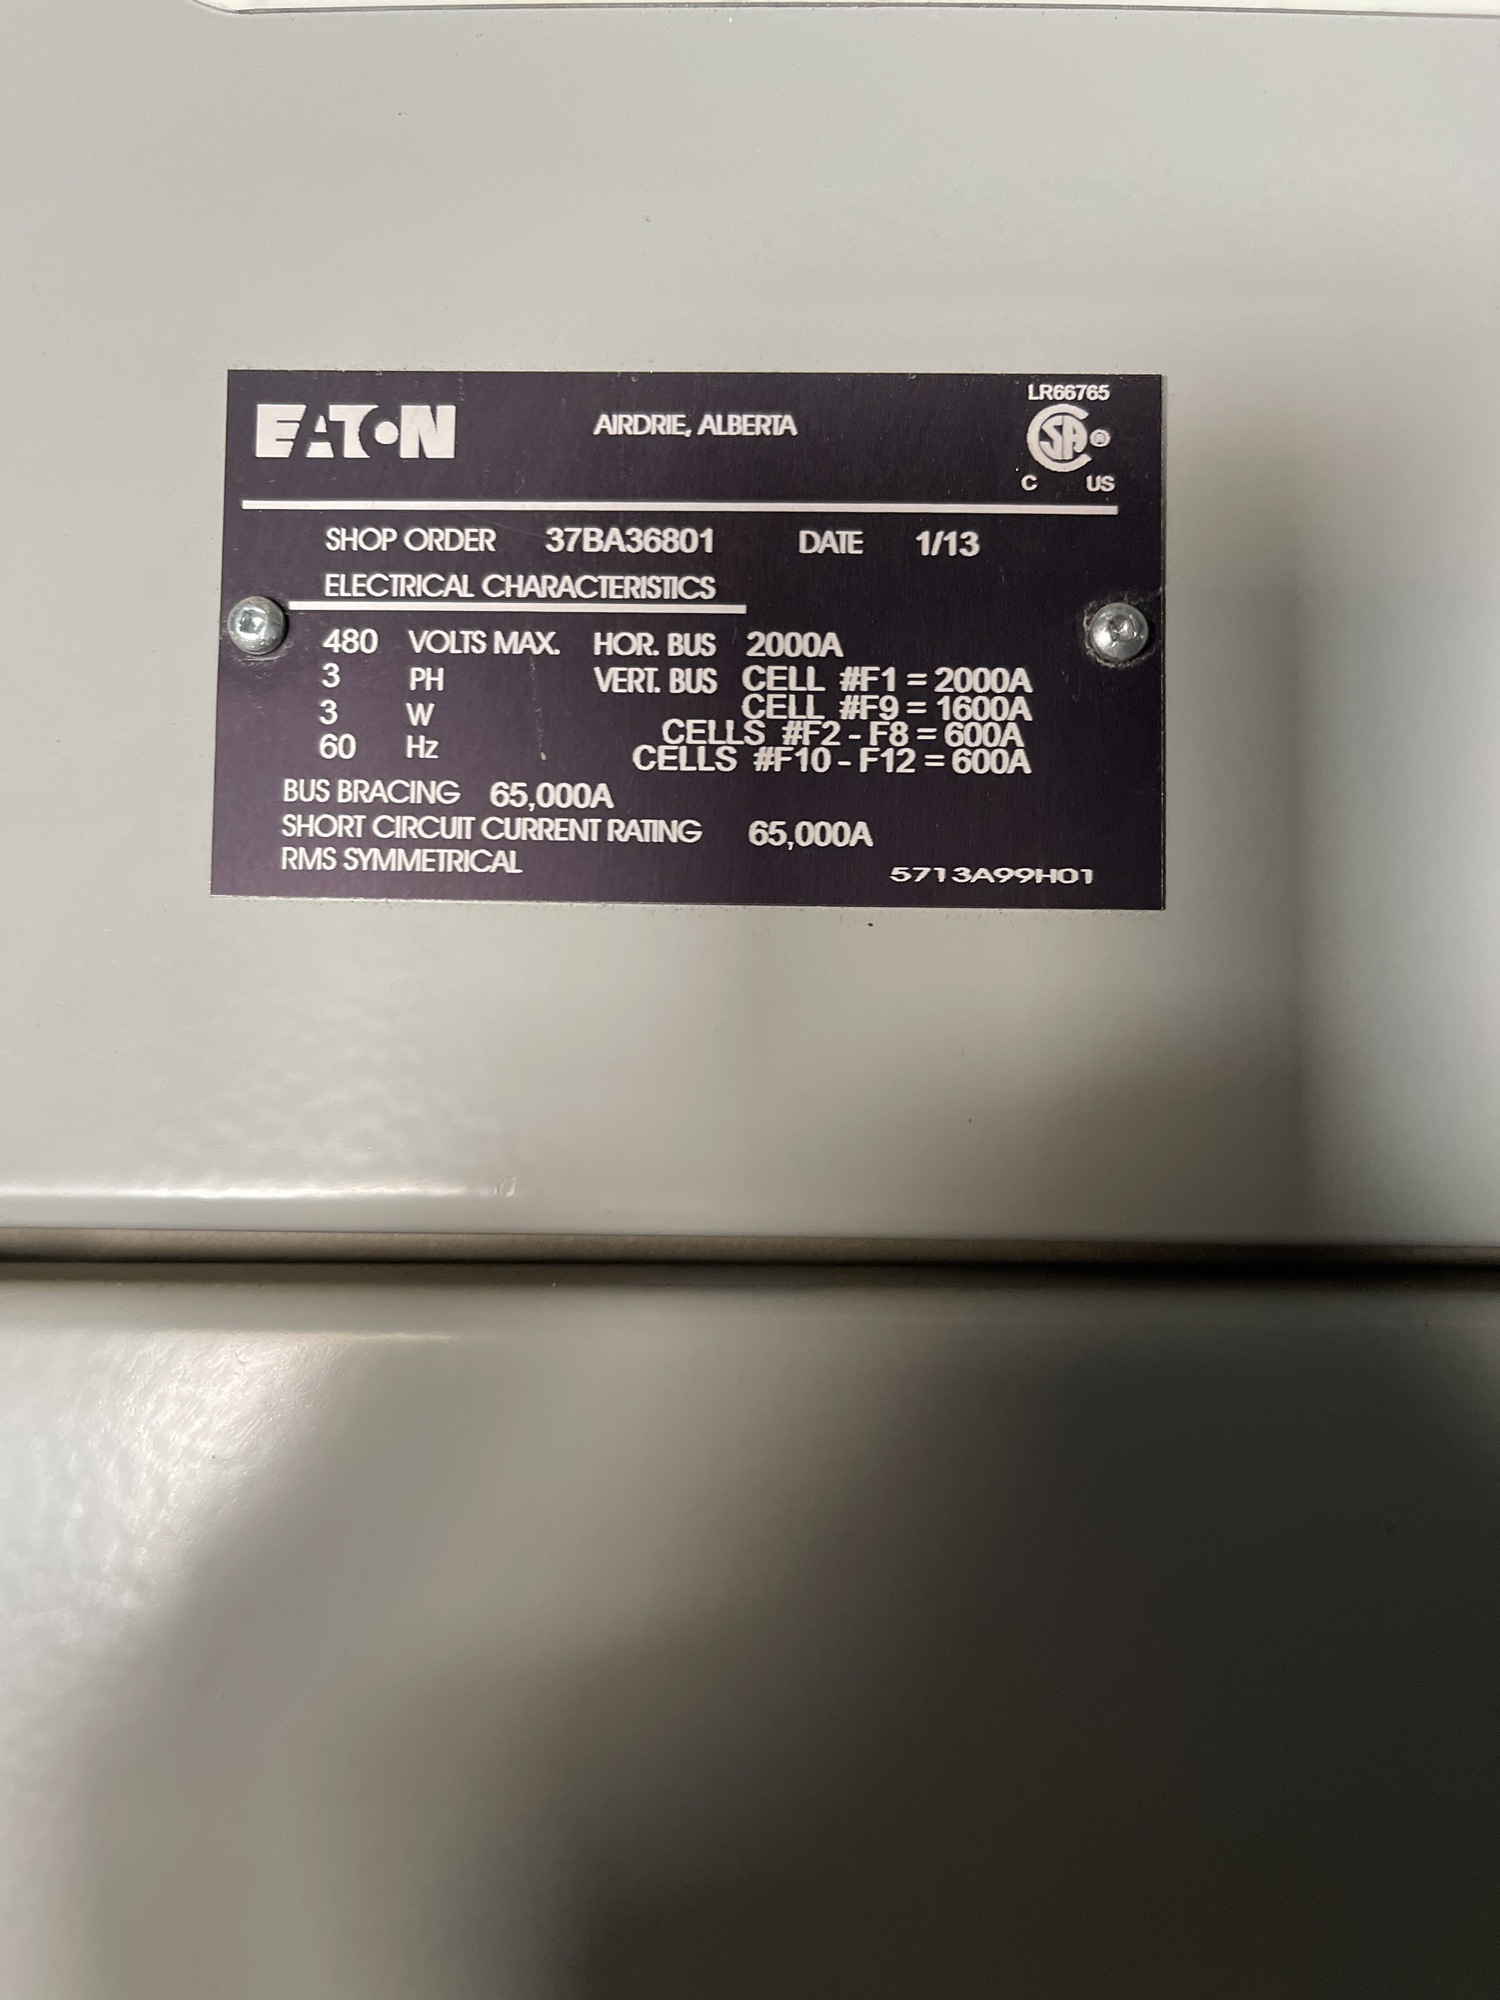 LR66765
EATON AIRDRIE, ALBERTA CSA ®
C US
SHOP ORDER 37BA36801 DATE 1/13
ELECTRICAL CHARACTERISTICS
480 VOLTS MAX. HOR. BUS 2000A
3 PH VERT. BUS CELL #F1 = 2000A
3 W CELL #F9 = 1600A
CELLS #F2 - F8 = 600A
60 Hz CELLS #F10 - F12 = 600A
BUS BRACING 65,000A
SHORT CIRCUIT CURRENT RATING 65,000A
RMS SYMMETRICAL
5713A99H01